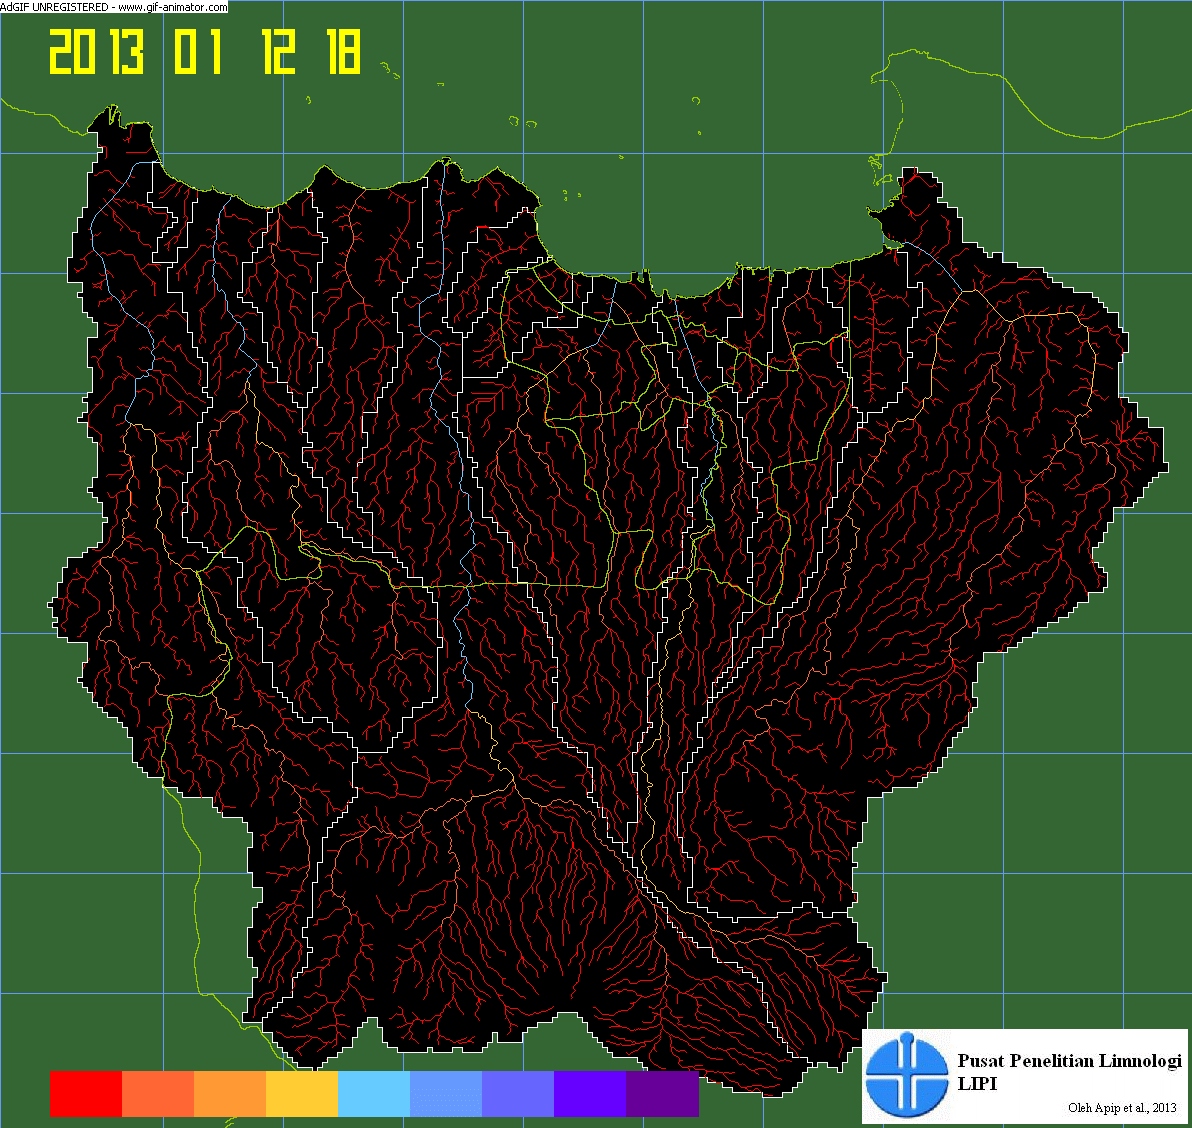 AdGIF UNREGISTERED - www.gif-animator.com
2013 01 12 18
Pusat Penelitian Limnologi
LIPI
Oleh Apip et al., 2013